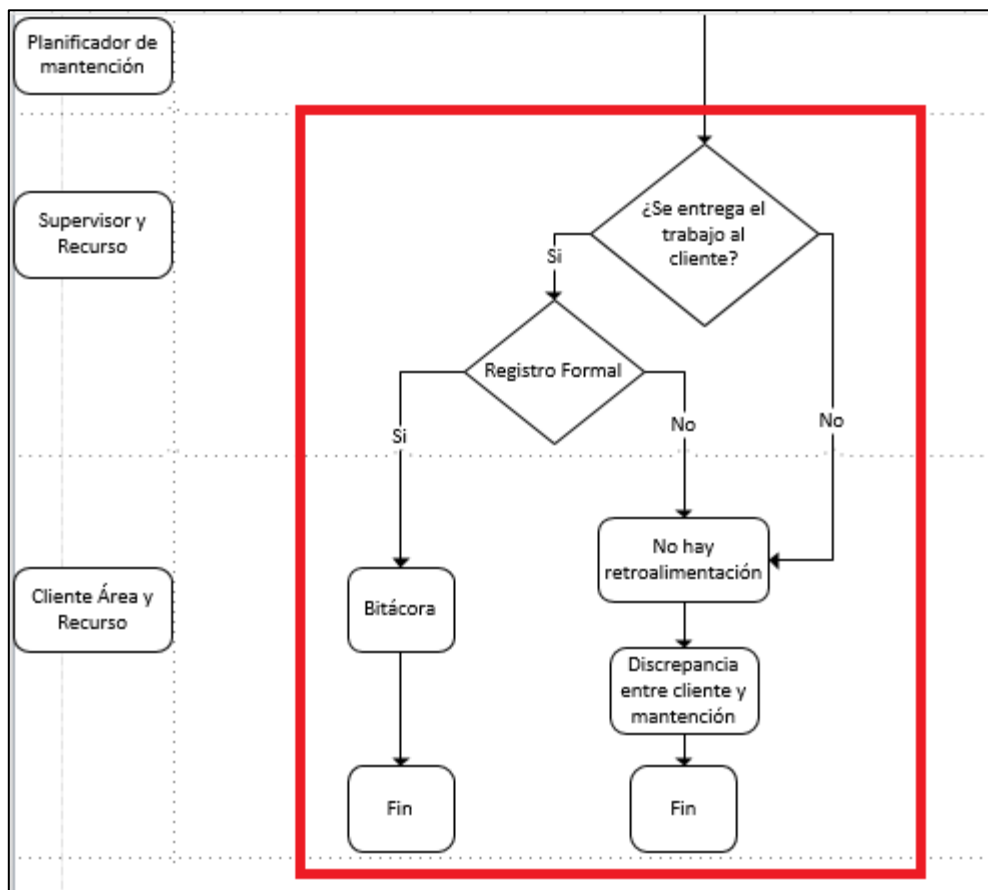 Planificador de
mantención
Supervisor y
Recurso
¿Se entrega el
trabajo al
cliente?
Si
Registro Formal
No
Si
No
No hay
retroalimentación
Cliente Área y
Recurso
Bitácora
Discrepancia
entre cliente y
mantención
Fin
Fin